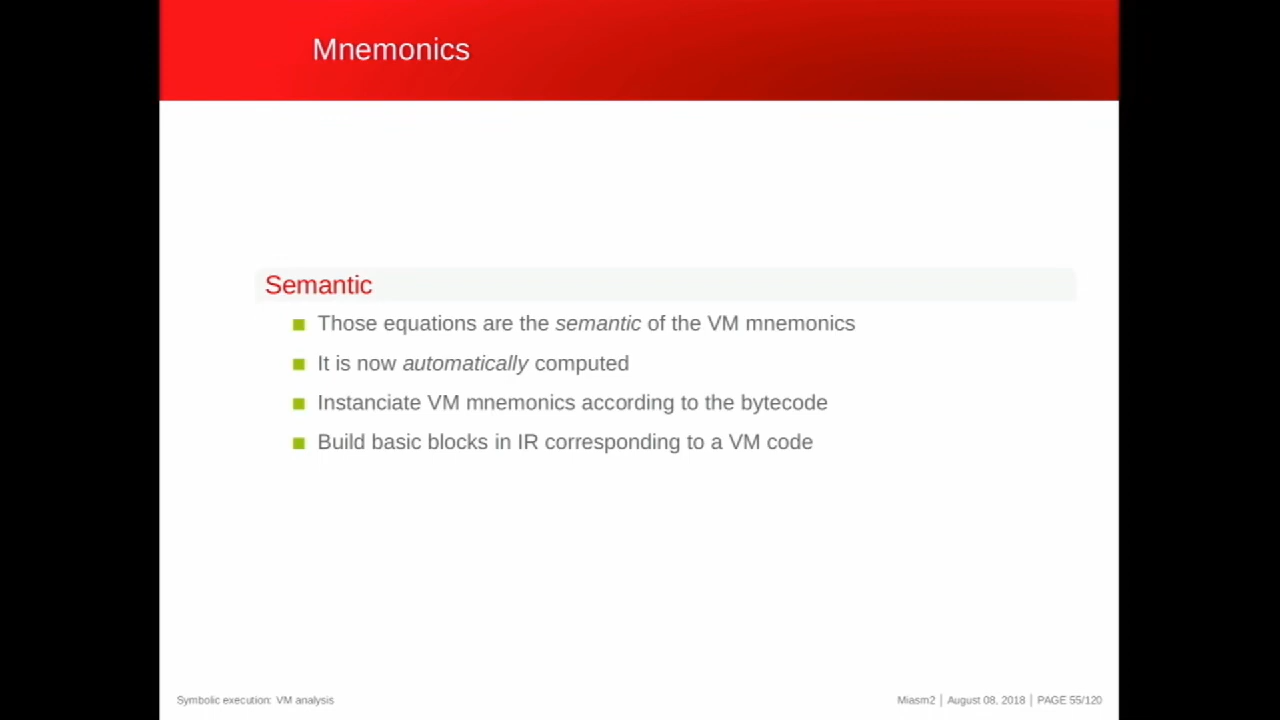 Mnemonics
Semantic
Those equations are the semantic of the VM mnemonics
It is now automatically computed
Instanciate VM mnemonics according to the bytecode
Build basic blocks in IR corresponding to a VM code
Symbolic execution: VM analysis
Miasm2 | August 08, 2018 | PAGE 55/120